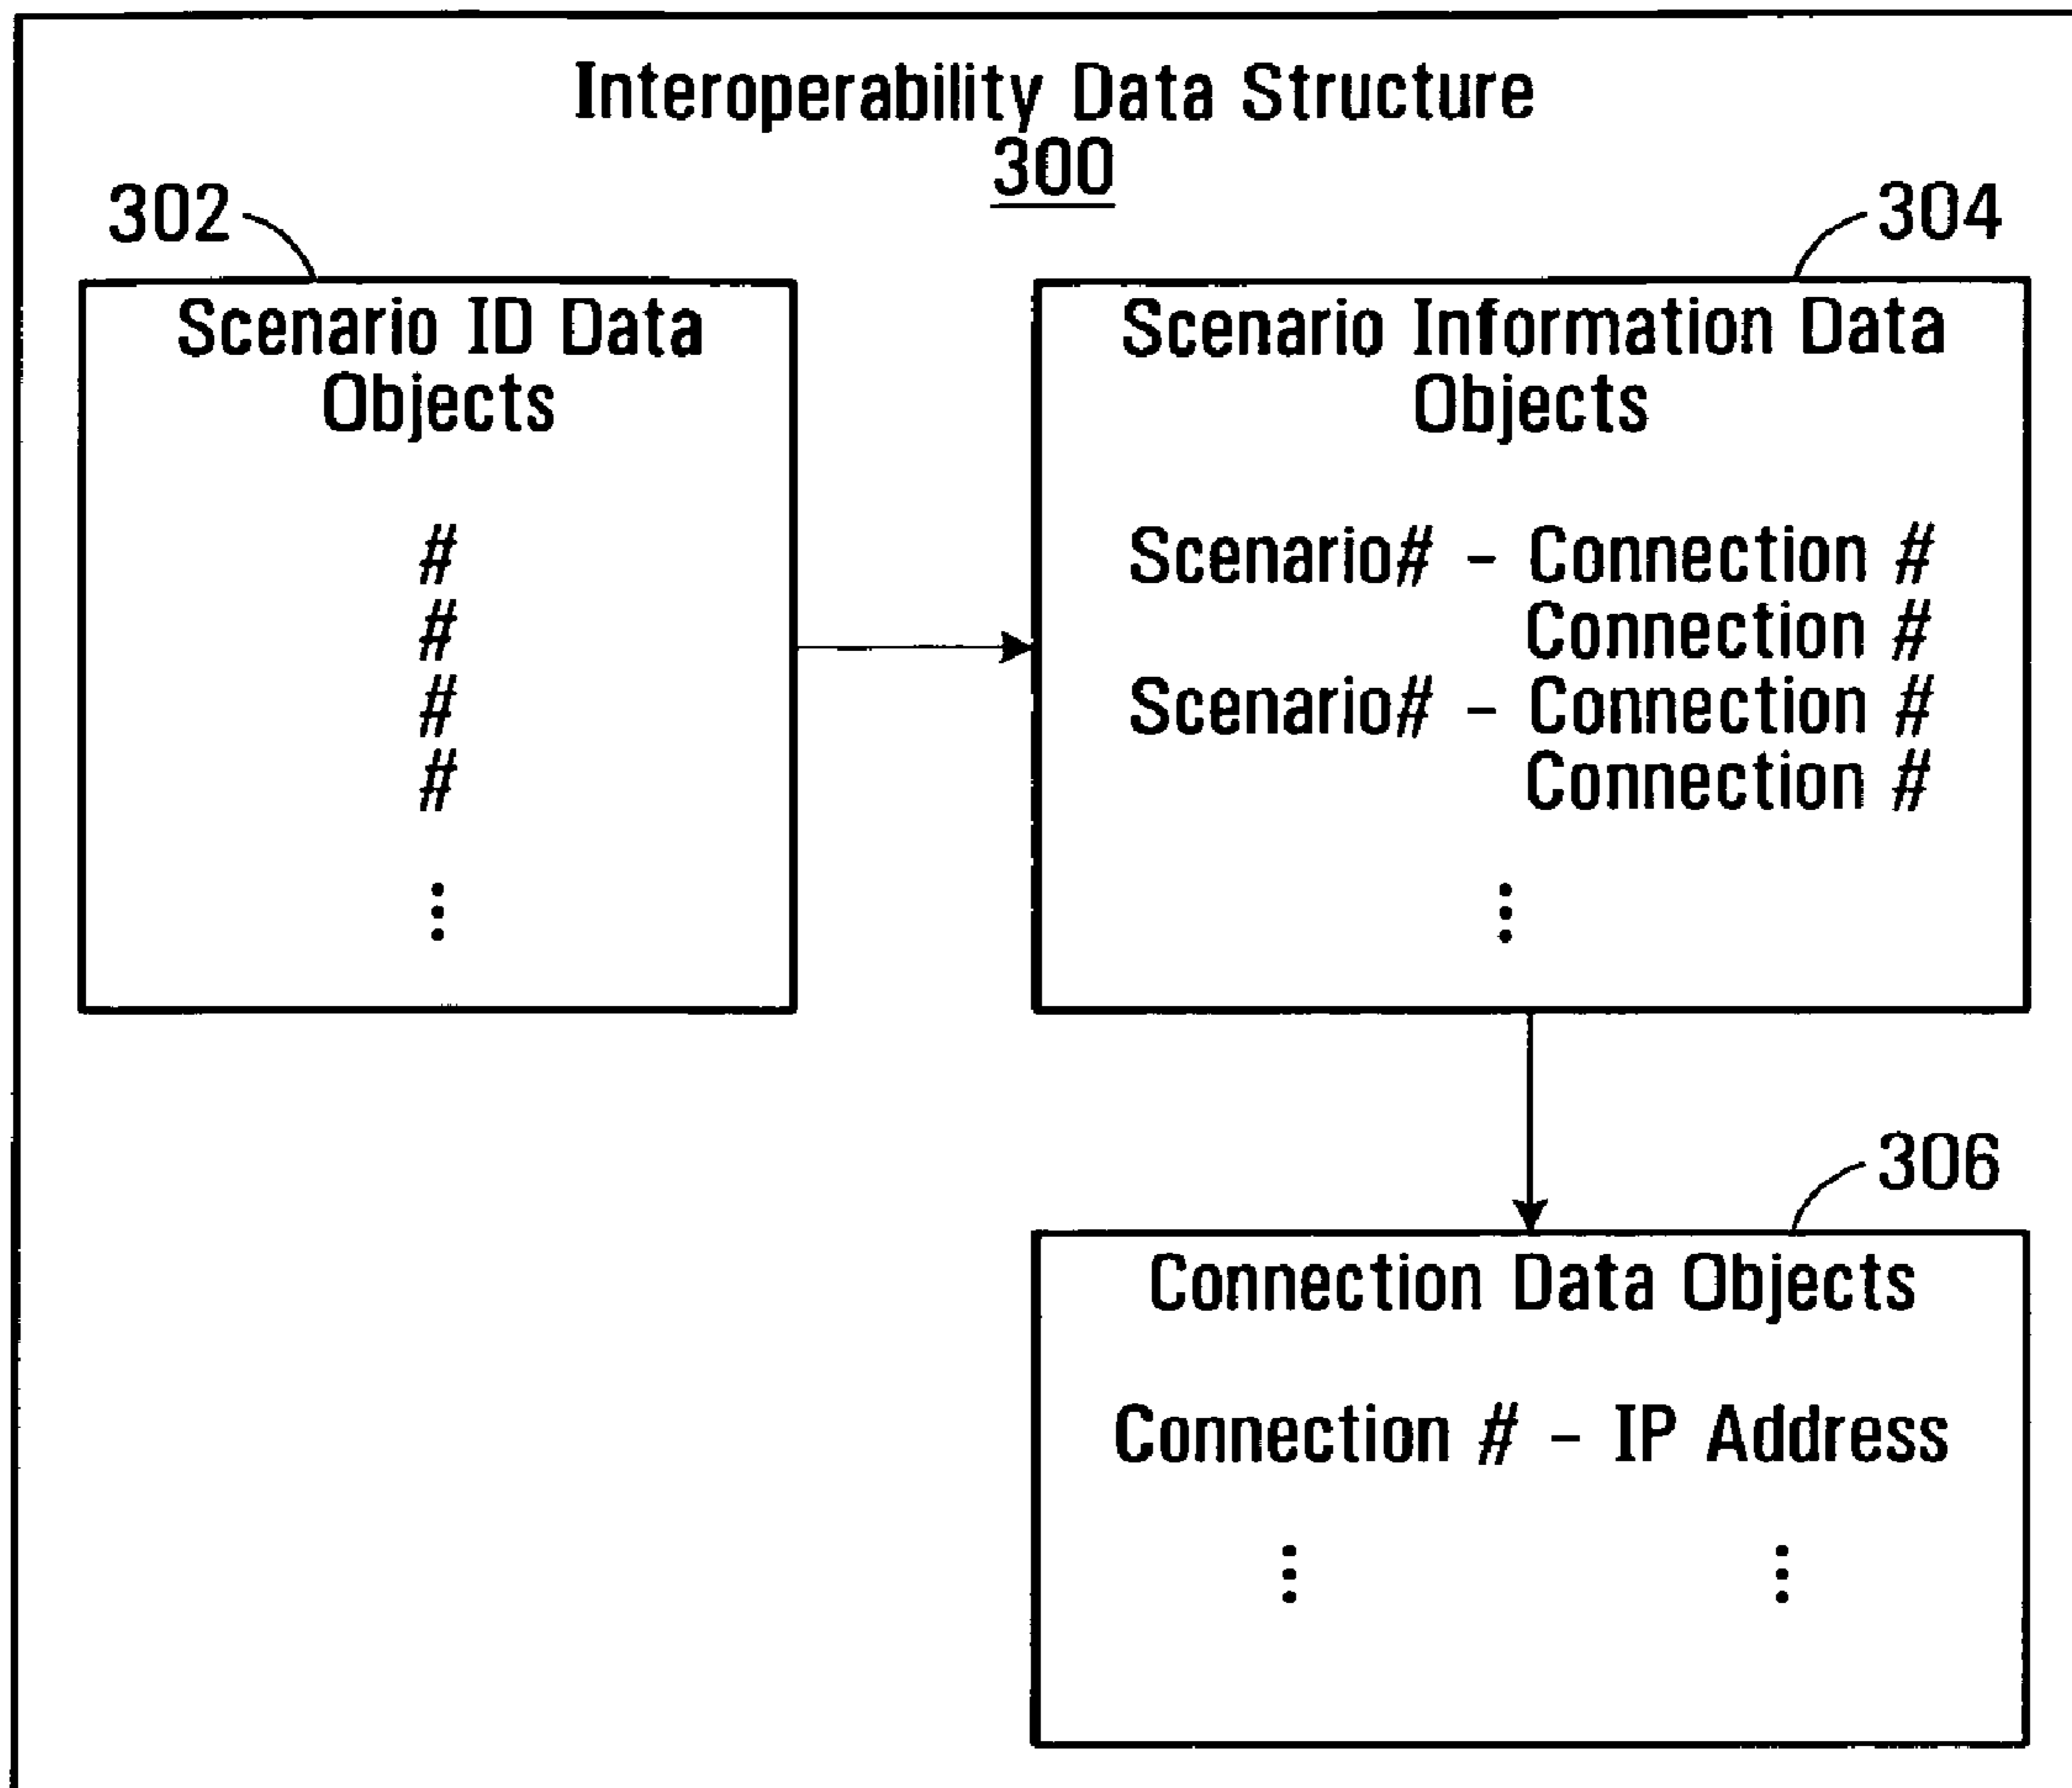 Interoperability Data Structure
300
302
304
Scenario ID Data
Objects
#
#
#
#
Scenario Information Data
Objects
Scenario# - Connection #
Connection #
Scenario# - Connection #
Connection #
306
Connection Data Objects
Connection # - IP Address